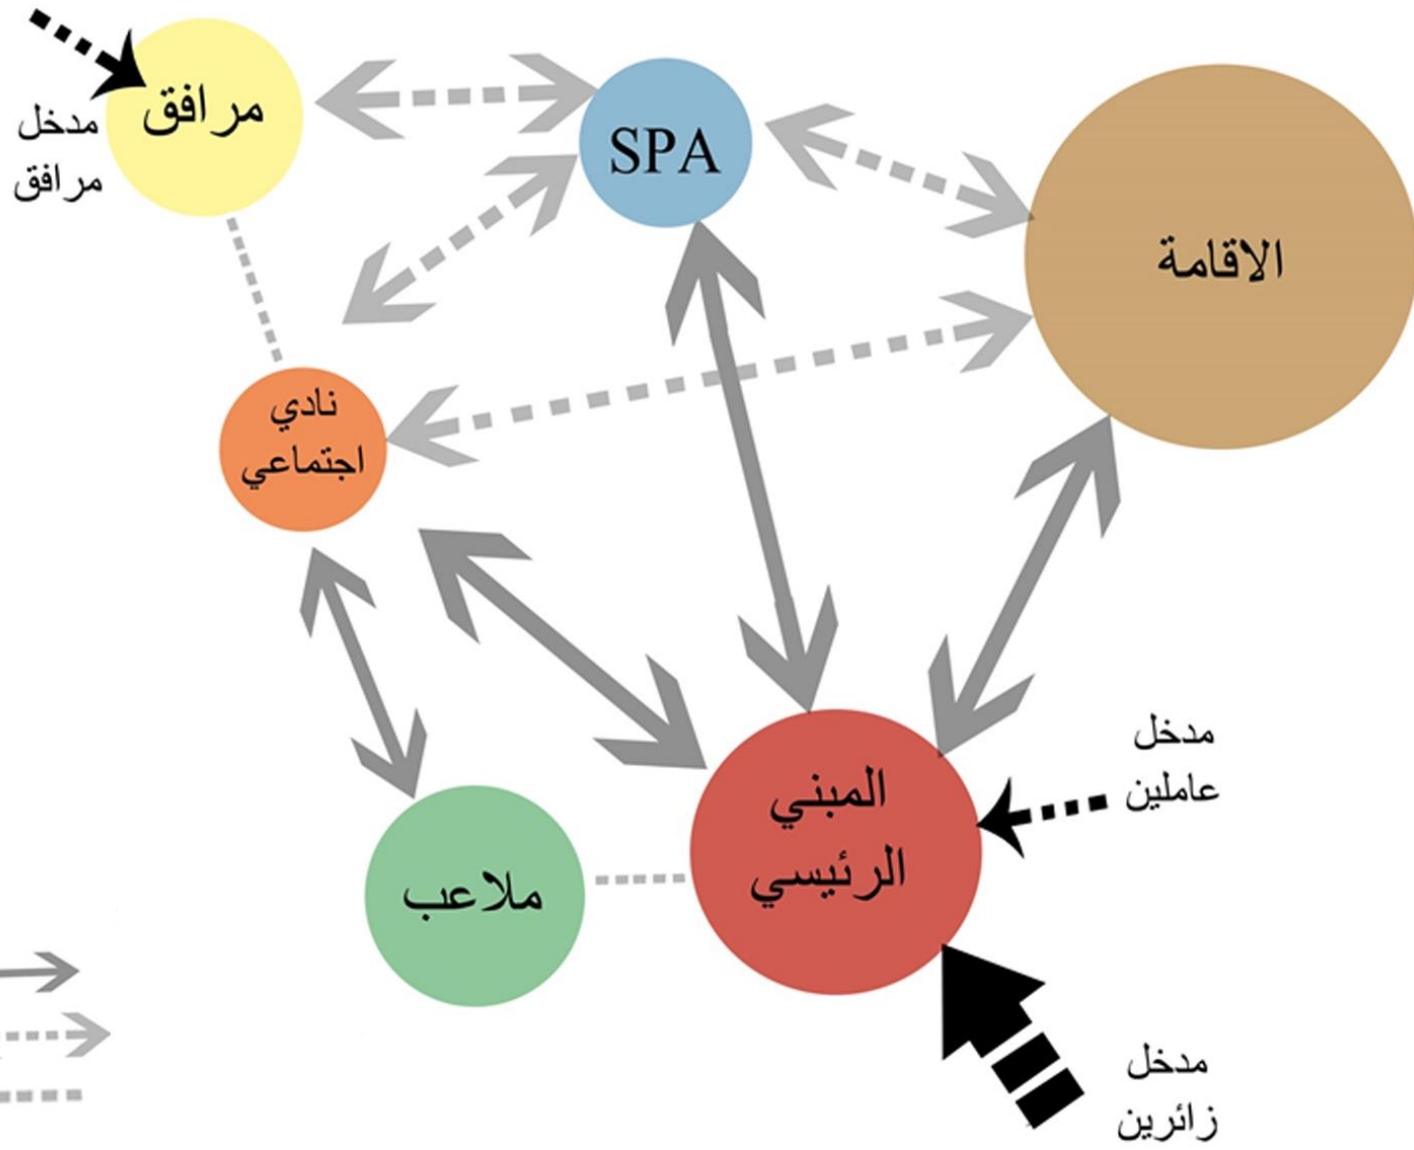 مرافق
مدخل
مرافق
SPA
الاقامة
نادي
اجتماعي
المبني
الرئيسي
ملاعب
مدخل
عاملين
مدخل
زائرين